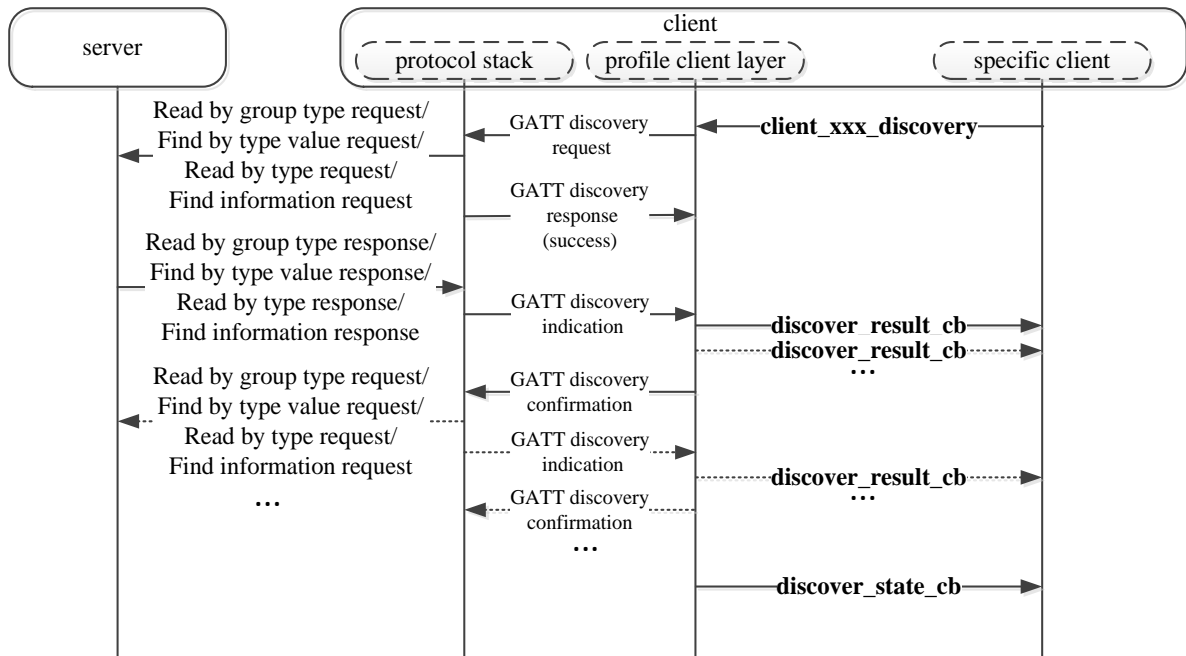 server
client
protocol stack
profile client layer
specific client
Read by group type request/
Find by type value request/
Read by type request/
Find information request
GATT discovery
request
client_xxx_discovery
GATT discovery
response
(success)
Read by group type response/
Find by type value response/
Read by type response/
Find information response
GATT discovery
indication
discover_result_cb
discover_result_cb
...
Read by group type request/
Find by type value request/
Read by type request/
Find information request
...
GATT discovery
confirmation
GATT discovery
indication
discover_result_cb
...
GATT discovery
confirmation
...
discover_state_cb